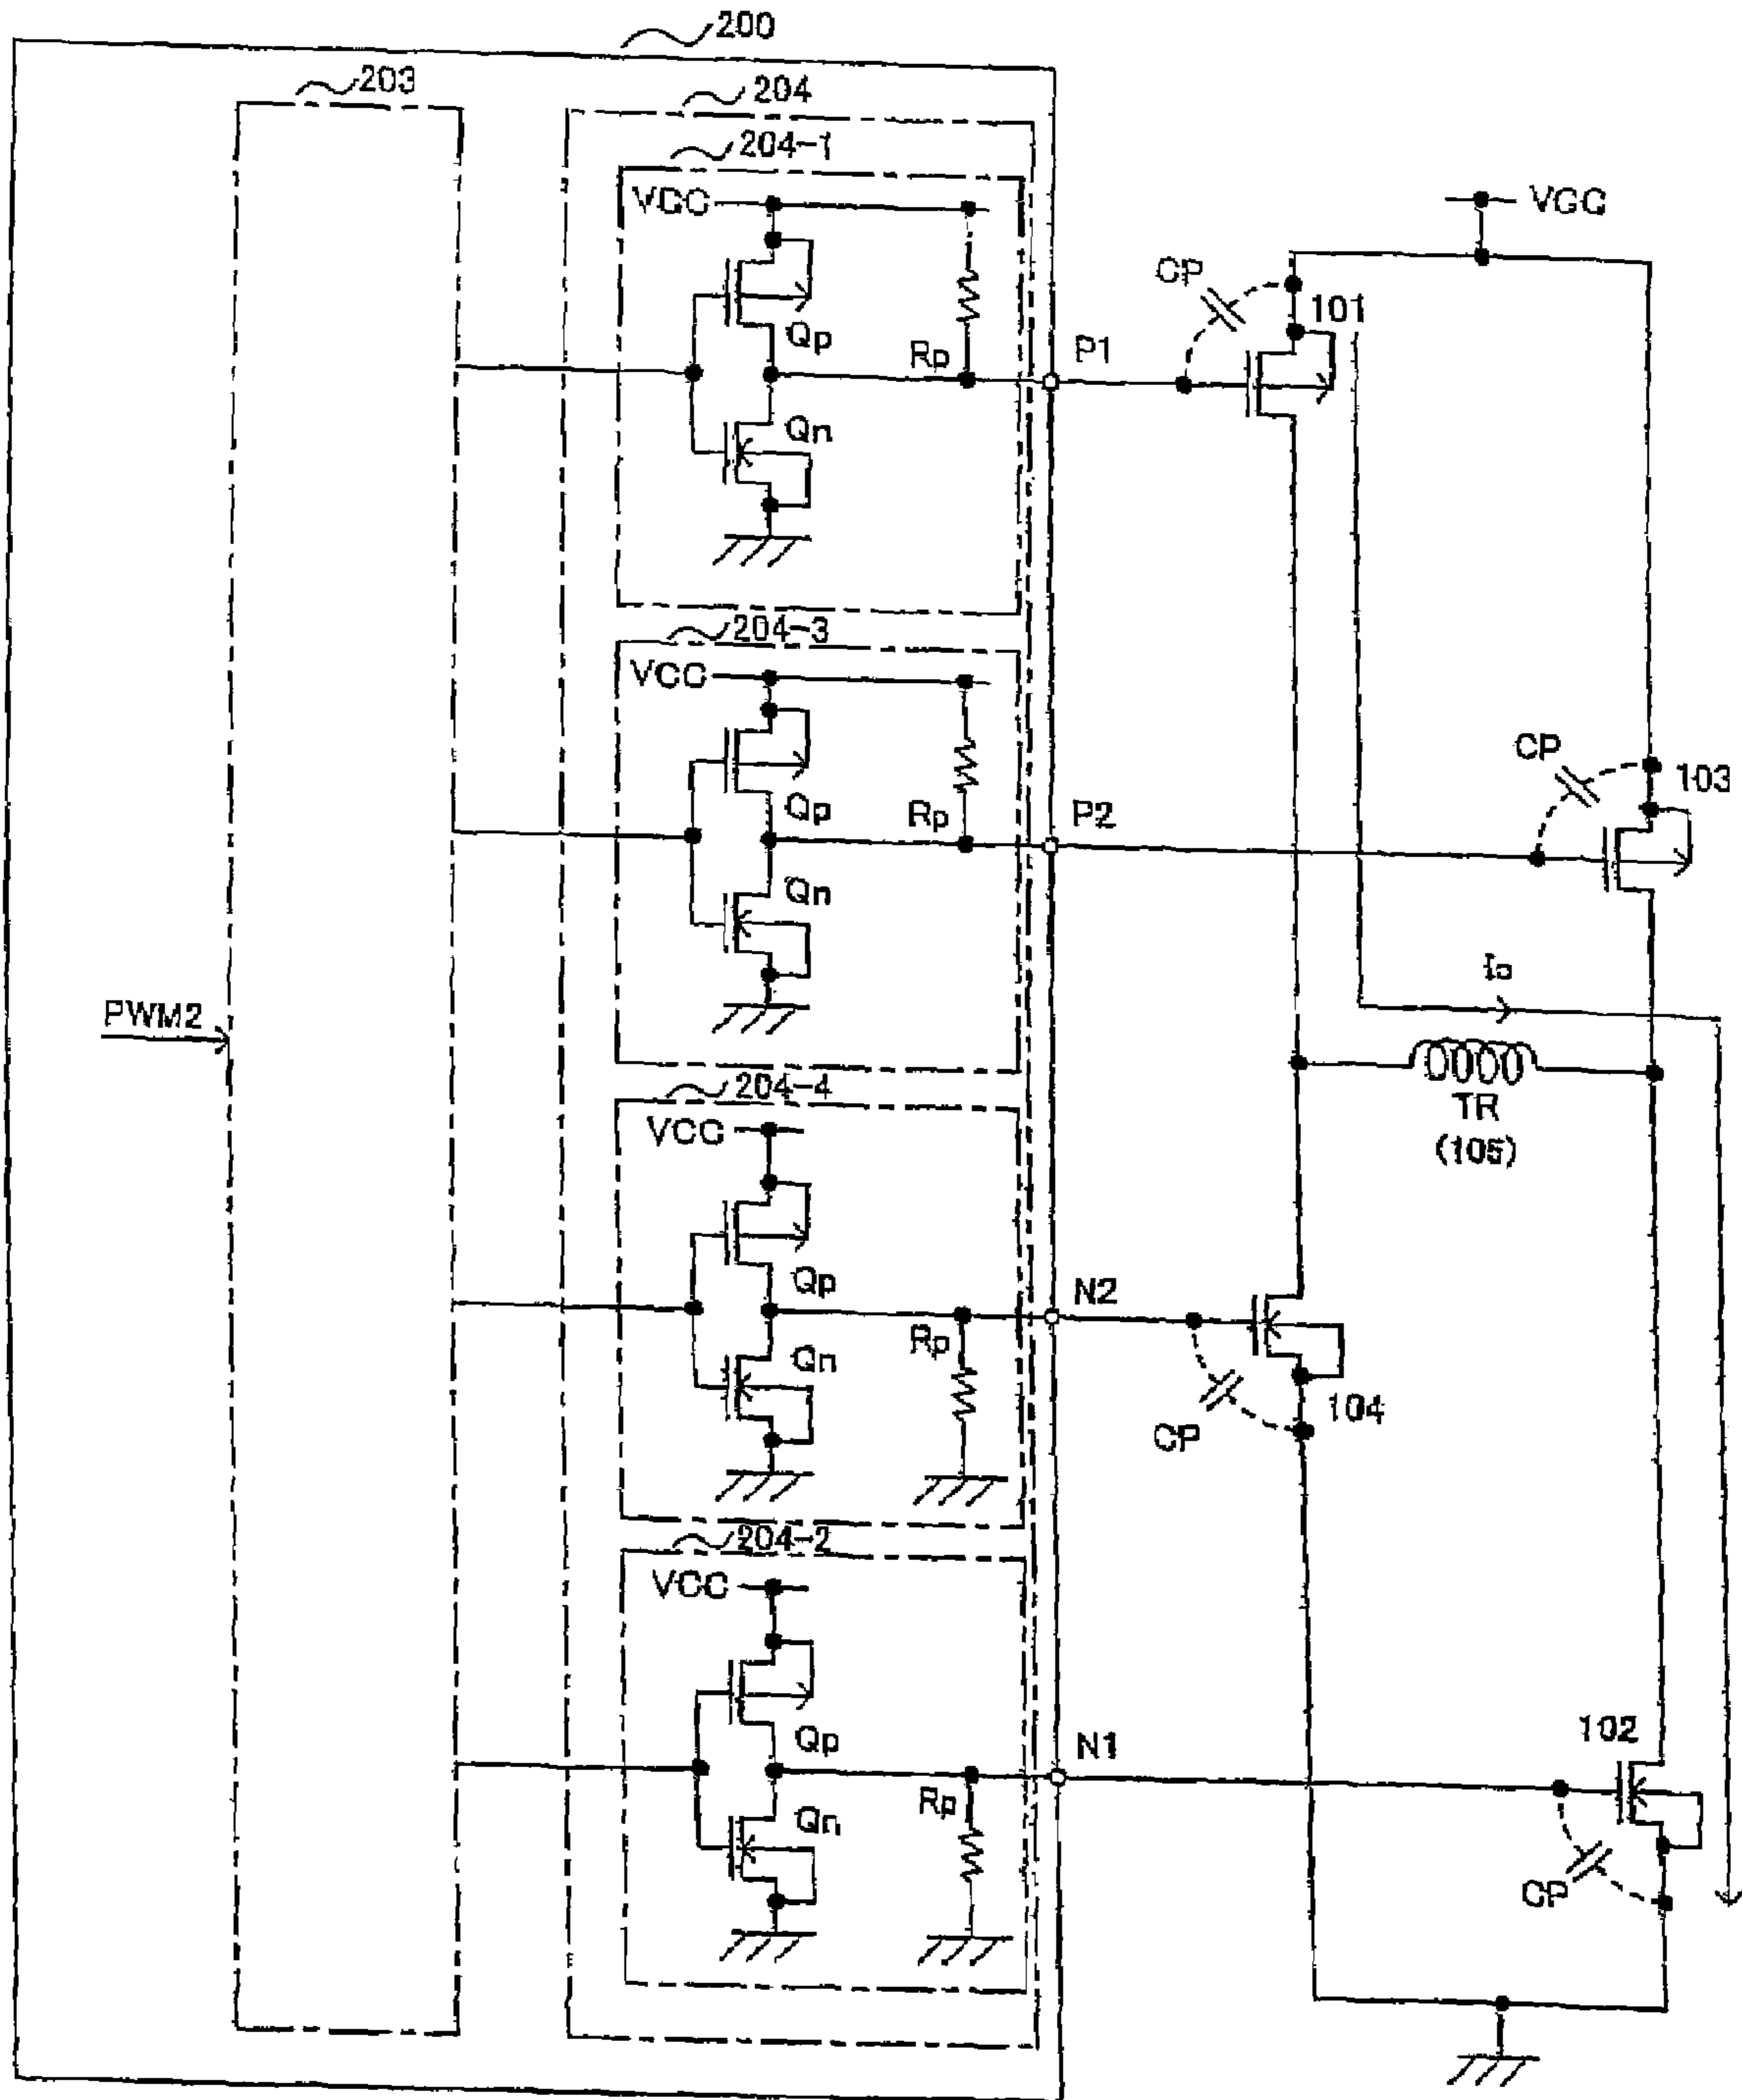 200
203
204
204-1
VCC
Qp
Rp
Qn
P1
CP
101
VCC
204-3
VCC
Qp
Rp
Qn
P2
CP
103
Io
PWM2
TR
(105)
204-4
VCC
Qp
Rp
Qn
N2
CP
104
204-2
VCC
Qp
Rp
Qn
N1
102
CP